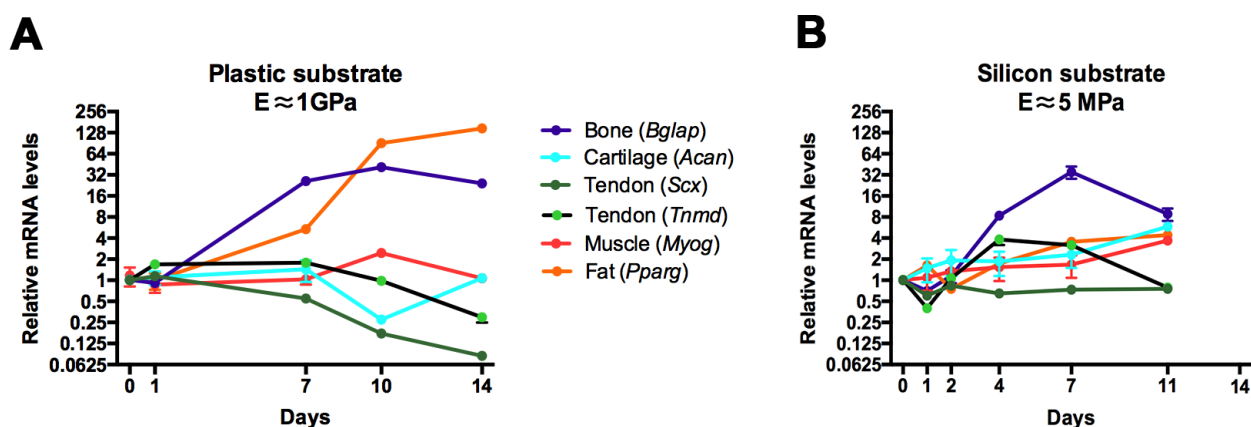 A
Plastic substrate
E ≈ 1GPa
Relative mRNA levels
256
128
64
32
16
8
4
2
1
0.5
0.25
0.125
0.0625
0 1 7 10 14
Days
Bone (Bglap)
Cartilage (Acan)
Tendon (Scx)
Tendon (Tnmd)
Muscle (Myog)
Fat (Pparg)
B
Silicon substrate
E ≈ 5 MPa
Relative mRNA levels
256
128
64
32
16
8
4
2
1
0.5
0.25
0.125
0.0625
0 1 2 4 7 11 14
Days